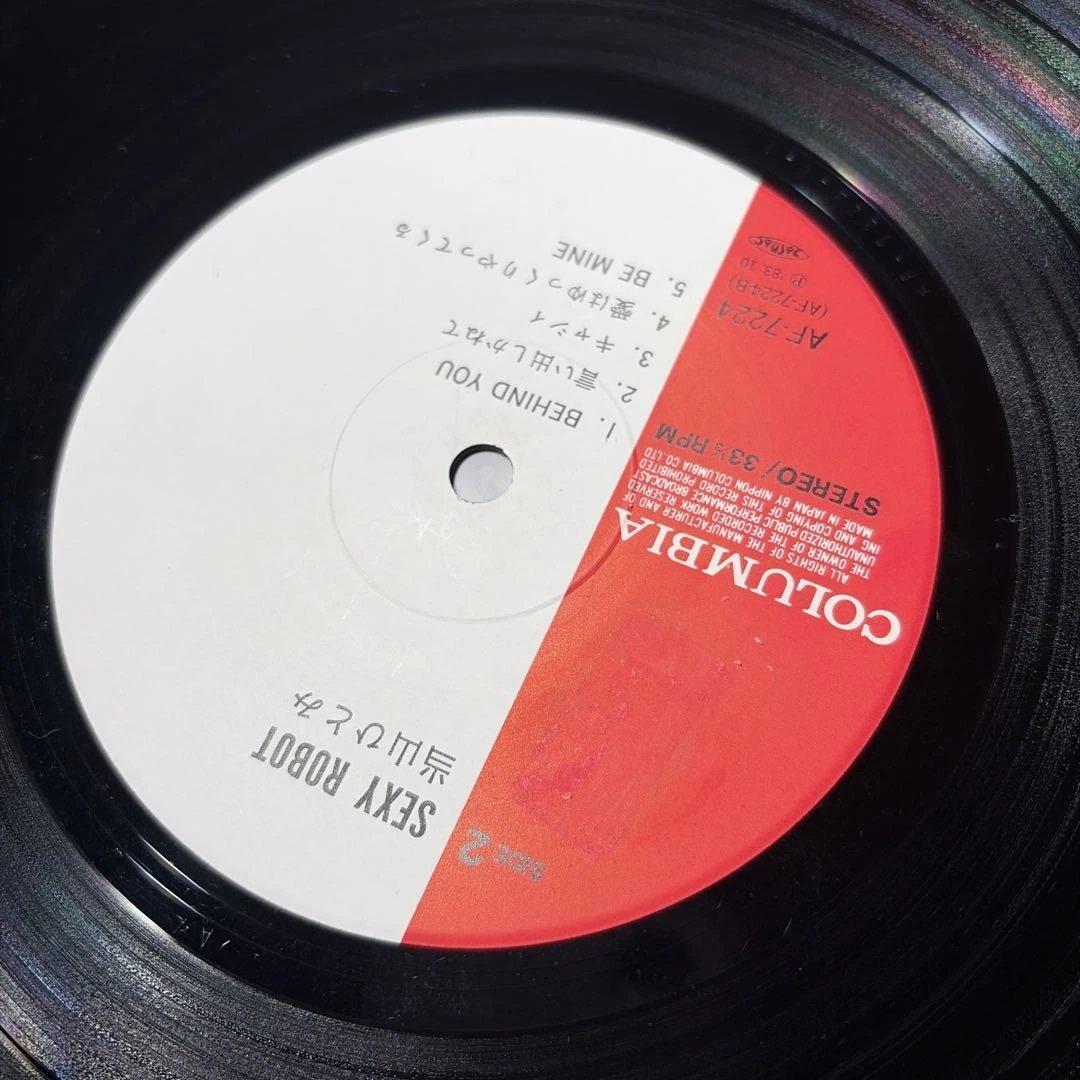 SEXY ROBOT
当山ひとみ
SIDE 2
1. BEHIND YOU
2. 言い出しかねて
3. キャシィ
4. 愛はゆっくりやってくる
5. BE MINE
COLUMBIA
ALL RIGHTS OF THE MANUFACTURER AND OF
THE OWNER OF THE RECORDED WORK RESERVED
UNAUTHORIZED PUBLIC PERFORMANCE BROADCAST
ING AND COPYING OF THIS RECORD PROHIBITED
MADE IN JAPAN BY NIPPON COLUMBIA CO. LTD
STEREO / 33⅓ RPM
AF-7224
(AF-7224-B)
Ⓟ '83. 10